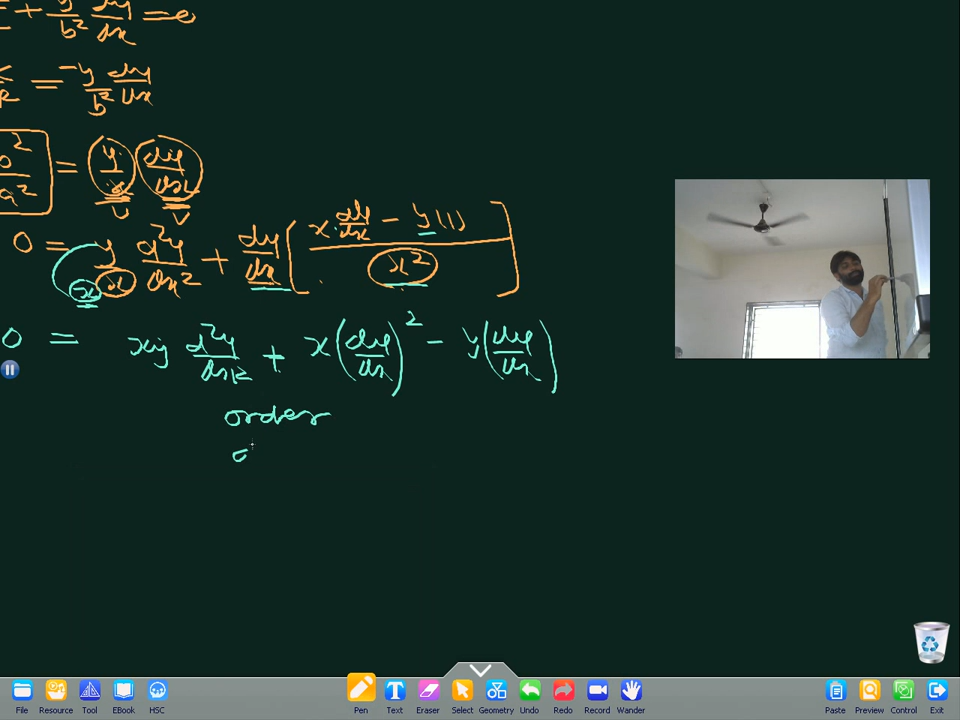 + y/b² dy/dx = 0
= -y/b² dy/dx
b²/a² = (y/x) (dy/dx)
0 = y/x d²y/dx² + dy/dx [ (x·dy/dx - y(1)) / x² ]
x
0 = xy d²y/dx² + x(dy/dx)² - y(dy/dx)
order
d
File Resource Tool EBook HSC Pen Text Eraser Select Geometry Undo Redo Record Wander Paste Preview Control Exit